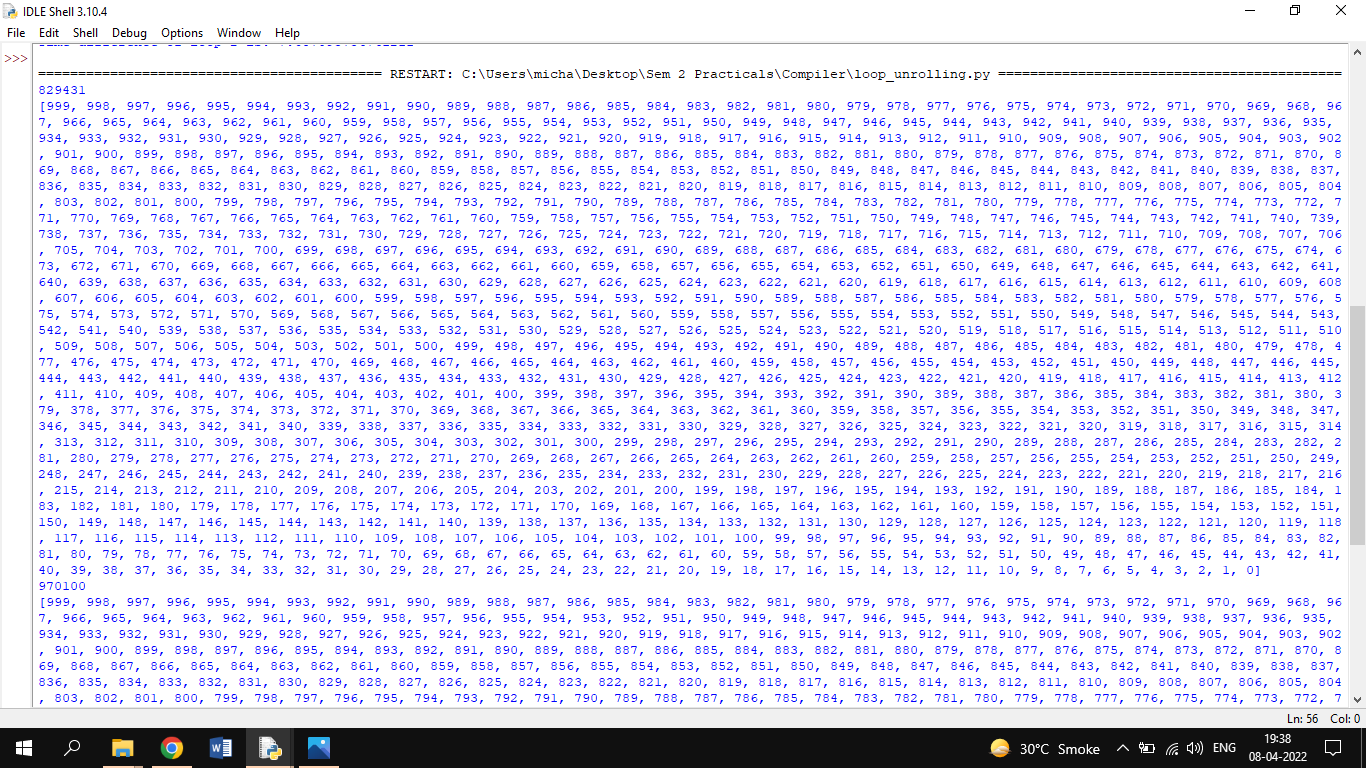 IDLE Shell 3.10.4
File Edit Shell Debug Options Window Help
>>>
=========================================== RESTART: C:\Users\micha\Desktop\Sem 2 Practicals\Compiler\loop_unrolling.py ===========================================
829431
[999, 998, 997, 996, 995, 994, 993, 992, 991, 990, 989, 988, 987, 986, 985, 984, 983, 982, 981, 980, 979, 978, 977, 976, 975, 974, 973, 972, 971, 970, 969, 968, 96
7, 966, 965, 964, 963, 962, 961, 960, 959, 958, 957, 956, 955, 954, 953, 952, 951, 950, 949, 948, 947, 946, 945, 944, 943, 942, 941, 940, 939, 938, 937, 936, 935,
934, 933, 932, 931, 930, 929, 928, 927, 926, 925, 924, 923, 922, 921, 920, 919, 918, 917, 916, 915, 914, 913, 912, 911, 910, 909, 908, 907, 906, 905, 904, 903, 902
, 901, 900, 899, 898, 897, 896, 895, 894, 893, 892, 891, 890, 889, 888, 887, 886, 885, 884, 883, 882, 881, 880, 879, 878, 877, 876, 875, 874, 873, 872, 871, 870, 8
69, 868, 867, 866, 865, 864, 863, 862, 861, 860, 859, 858, 857, 856, 855, 854, 853, 852, 851, 850, 849, 848, 847, 846, 845, 844, 843, 842, 841, 840, 839, 838, 837,
836, 835, 834, 833, 832, 831, 830, 829, 828, 827, 826, 825, 824, 823, 822, 821, 820, 819, 818, 817, 816, 815, 814, 813, 812, 811, 810, 809, 808, 807, 806, 805, 804
, 803, 802, 801, 800, 799, 798, 797, 796, 795, 794, 793, 792, 791, 790, 789, 788, 787, 786, 785, 784, 783, 782, 781, 780, 779, 778, 777, 776, 775, 774, 773, 772, 7
71, 770, 769, 768, 767, 766, 765, 764, 763, 762, 761, 760, 759, 758, 757, 756, 755, 754, 753, 752, 751, 750, 749, 748, 747, 746, 745, 744, 743, 742, 741, 740, 739,
738, 737, 736, 735, 734, 733, 732, 731, 730, 729, 728, 727, 726, 725, 724, 723, 722, 721, 720, 719, 718, 717, 716, 715, 714, 713, 712, 711, 710, 709, 708, 707, 706
, 705, 704, 703, 702, 701, 700, 699, 698, 697, 696, 695, 694, 693, 692, 691, 690, 689, 688, 687, 686, 685, 684, 683, 682, 681, 680, 679, 678, 677, 676, 675, 674, 6
73, 672, 671, 670, 669, 668, 667, 666, 665, 664, 663, 662, 661, 660, 659, 658, 657, 656, 655, 654, 653, 652, 651, 650, 649, 648, 647, 646, 645, 644, 643, 642, 641,
640, 639, 638, 637, 636, 635, 634, 633, 632, 631, 630, 629, 628, 627, 626, 625, 624, 623, 622, 621, 620, 619, 618, 617, 616, 615, 614, 613, 612, 611, 610, 609, 608
, 607, 606, 605, 604, 603, 602, 601, 600, 599, 598, 597, 596, 595, 594, 593, 592, 591, 590, 589, 588, 587, 586, 585, 584, 583, 582, 581, 580, 579, 578, 577, 576, 5
75, 574, 573, 572, 571, 570, 569, 568, 567, 566, 565, 564, 563, 562, 561, 560, 559, 558, 557, 556, 555, 554, 553, 552, 551, 550, 549, 548, 547, 546, 545, 544, 543,
542, 541, 540, 539, 538, 537, 536, 535, 534, 533, 532, 531, 530, 529, 528, 527, 526, 525, 524, 523, 522, 521, 520, 519, 518, 517, 516, 515, 514, 513, 512, 511, 510
, 509, 508, 507, 506, 505, 504, 503, 502, 501, 500, 499, 498, 497, 496, 495, 494, 493, 492, 491, 490, 489, 488, 487, 486, 485, 484, 483, 482, 481, 480, 479, 478, 4
77, 476, 475, 474, 473, 472, 471, 470, 469, 468, 467, 466, 465, 464, 463, 462, 461, 460, 459, 458, 457, 456, 455, 454, 453, 452, 451, 450, 449, 448, 447, 446, 445,
444, 443, 442, 441, 440, 439, 438, 437, 436, 435, 434, 433, 432, 431, 430, 429, 428, 427, 426, 425, 424, 423, 422, 421, 420, 419, 418, 417, 416, 415, 414, 413, 412
, 411, 410, 409, 408, 407, 406, 405, 404, 403, 402, 401, 400, 399, 398, 397, 396, 395, 394, 393, 392, 391, 390, 389, 388, 387, 386, 385, 384, 383, 382, 381, 380, 3
79, 378, 377, 376, 375, 374, 373, 372, 371, 370, 369, 368, 367, 366, 365, 364, 363, 362, 361, 360, 359, 358, 357, 356, 355, 354, 353, 352, 351, 350, 349, 348, 347,
346, 345, 344, 343, 342, 341, 340, 339, 338, 337, 336, 335, 334, 333, 332, 331, 330, 329, 328, 327, 326, 325, 324, 323, 322, 321, 320, 319, 318, 317, 316, 315, 314
, 313, 312, 311, 310, 309, 308, 307, 306, 305, 304, 303, 302, 301, 300, 299, 298, 297, 296, 295, 294, 293, 292, 291, 290, 289, 288, 287, 286, 285, 284, 283, 282, 2
81, 280, 279, 278, 277, 276, 275, 274, 273, 272, 271, 270, 269, 268, 267, 266, 265, 264, 263, 262, 261, 260, 259, 258, 257, 256, 255, 254, 253, 252, 251, 250, 249,
248, 247, 246, 245, 244, 243, 242, 241, 240, 239, 238, 237, 236, 235, 234, 233, 232, 231, 230, 229, 228, 227, 226, 225, 224, 223, 222, 221, 220, 219, 218, 217, 216
, 215, 214, 213, 212, 211, 210, 209, 208, 207, 206, 205, 204, 203, 202, 201, 200, 199, 198, 197, 196, 195, 194, 193, 192, 191, 190, 189, 188, 187, 186, 185, 184, 1
83, 182, 181, 180, 179, 178, 177, 176, 175, 174, 173, 172, 171, 170, 169, 168, 167, 166, 165, 164, 163, 162, 161, 160, 159, 158, 157, 156, 155, 154, 153, 152, 151,
150, 149, 148, 147, 146, 145, 144, 143, 142, 141, 140, 139, 138, 137, 136, 135, 134, 133, 132, 131, 130, 129, 128, 127, 126, 125, 124, 123, 122, 121, 120, 119, 118
, 117, 116, 115, 114, 113, 112, 111, 110, 109, 108, 107, 106, 105, 104, 103, 102, 101, 100, 99, 98, 97, 96, 95, 94, 93, 92, 91, 90, 89, 88, 87, 86, 85, 84, 83, 82,
81, 80, 79, 78, 77, 76, 75, 74, 73, 72, 71, 70, 69, 68, 67, 66, 65, 64, 63, 62, 61, 60, 59, 58, 57, 56, 55, 54, 53, 52, 51, 50, 49, 48, 47, 46, 45, 44, 43, 42, 41,
40, 39, 38, 37, 36, 35, 34, 33, 32, 31, 30, 29, 28, 27, 26, 25, 24, 23, 22, 21, 20, 19, 18, 17, 16, 15, 14, 13, 12, 11, 10, 9, 8, 7, 6, 5, 4, 3, 2, 1, 0]
970100
[999, 998, 997, 996, 995, 994, 993, 992, 991, 990, 989, 988, 987, 986, 985, 984, 983, 982, 981, 980, 979, 978, 977, 976, 975, 974, 973, 972, 971, 970, 969, 968, 96
7, 966, 965, 964, 963, 962, 961, 960, 959, 958, 957, 956, 955, 954, 953, 952, 951, 950, 949, 948, 947, 946, 945, 944, 943, 942, 941, 940, 939, 938, 937, 936, 935,
934, 933, 932, 931, 930, 929, 928, 927, 926, 925, 924, 923, 922, 921, 920, 919, 918, 917, 916, 915, 914, 913, 912, 911, 910, 909, 908, 907, 906, 905, 904, 903, 902
, 901, 900, 899, 898, 897, 896, 895, 894, 893, 892, 891, 890, 889, 888, 887, 886, 885, 884, 883, 882, 881, 880, 879, 878, 877, 876, 875, 874, 873, 872, 871, 870, 8
69, 868, 867, 866, 865, 864, 863, 862, 861, 860, 859, 858, 857, 856, 855, 854, 853, 852, 851, 850, 849, 848, 847, 846, 845, 844, 843, 842, 841, 840, 839, 838, 837,
836, 835, 834, 833, 832, 831, 830, 829, 828, 827, 826, 825, 824, 823, 822, 821, 820, 819, 818, 817, 816, 815, 814, 813, 812, 811, 810, 809, 808, 807, 806, 805, 804
, 803, 802, 801, 800, 799, 798, 797, 796, 795, 794, 793, 792, 791, 790, 789, 788, 787, 786, 785, 784, 783, 782, 781, 780, 779, 778, 777, 776, 775, 774, 773, 772, 7
Ln: 56 Col: 0
30°C Smoke ENG 19:38
08-04-2022